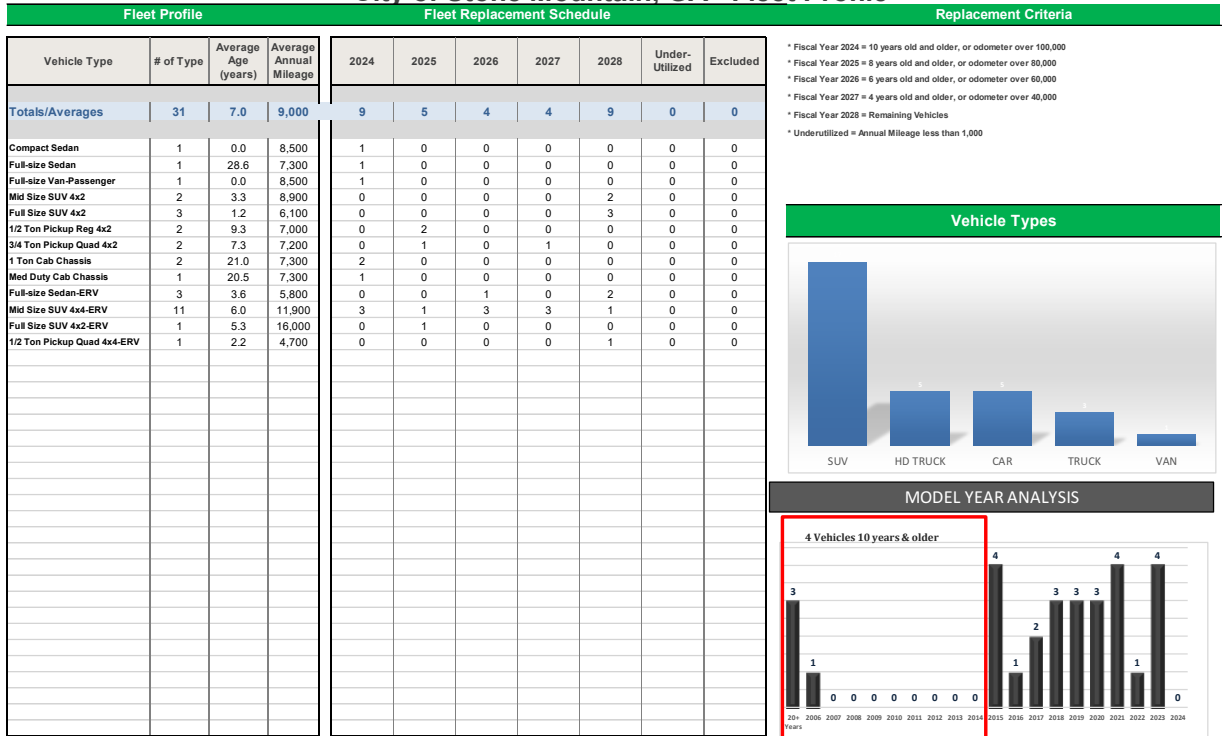 City of Stone Mountain, GA - Fleet Profile
Fleet Profile Fleet Replacement Schedule Replacement Criteria
Vehicle Type # of Type Average Age (years) Average Annual Mileage 2024 2025 2026 2027 2028 Under-Utilized Excluded
Totals/Averages 31 7.0 9,000 9 5 4 4 9 0 0
Compact Sedan 1 0.0 8,500 1 0 0 0 0 0 0
Full-size Sedan 1 28.6 7,300 1 0 0 0 0 0 0
Full-size Van-Passenger 1 0.0 8,500 1 0 0 0 0 0 0
Mid Size SUV 4x2 2 3.3 8,900 0 0 0 0 2 0 0
Full Size SUV 4x2 3 1.2 6,100 0 0 0 0 3 0 0
1/2 Ton Pickup Reg 4x2 2 9.3 7,000 0 2 0 0 0 0 0
3/4 Ton Pickup Quad 4x2 2 7.3 7,200 0 1 0 1 0 0 0
1 Ton Cab Chassis 2 21.0 7,300 2 0 0 0 0 0 0
Med Duty Cab Chassis 1 20.5 7,300 1 0 0 0 0 0 0
Full-size Sedan-ERV 3 3.6 5,800 0 0 1 0 2 0 0
Mid Size SUV 4x4-ERV 11 6.0 11,900 3 1 3 3 1 0 0
Full Size SUV 4x2-ERV 1 5.3 16,000 0 1 0 0 0 0 0
1/2 Ton Pickup Quad 4x4-ERV 1 2.2 4,700 0 0 0 0 1 0 0
* Fiscal Year 2024 = 10 years old and older, or odometer over 100,000
* Fiscal Year 2025 = 8 years old and older, or odometer over 80,000
* Fiscal Year 2026 = 6 years old and older, or odometer over 60,000
* Fiscal Year 2027 = 4 years old and older, or odometer over 40,000
* Fiscal Year 2028 = Remaining Vehicles
* Underutilized = Annual Mileage less than 1,000
Vehicle Types
SUV HD TRUCK CAR TRUCK VAN
MODEL YEAR ANALYSIS
4 Vehicles 10 years & older
3 1 0 0 0 0 0 0 0 0 4 1 2 3 3 3 4 1 4 0
20+ Years 2006 2007 2008 2009 2010 2011 2012 2013 2014 2015 2016 2017 2018 2019 2020 2021 2022 2023 2024